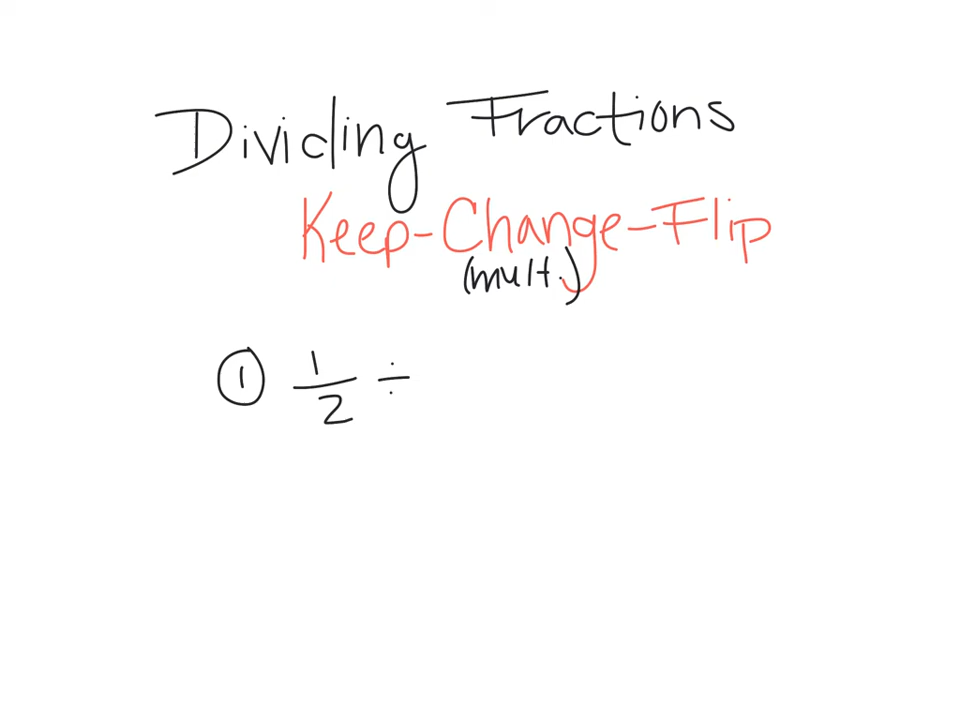 Dividing Fractions
Keep-Change-Flip
(mult.)
① 1/2 ÷